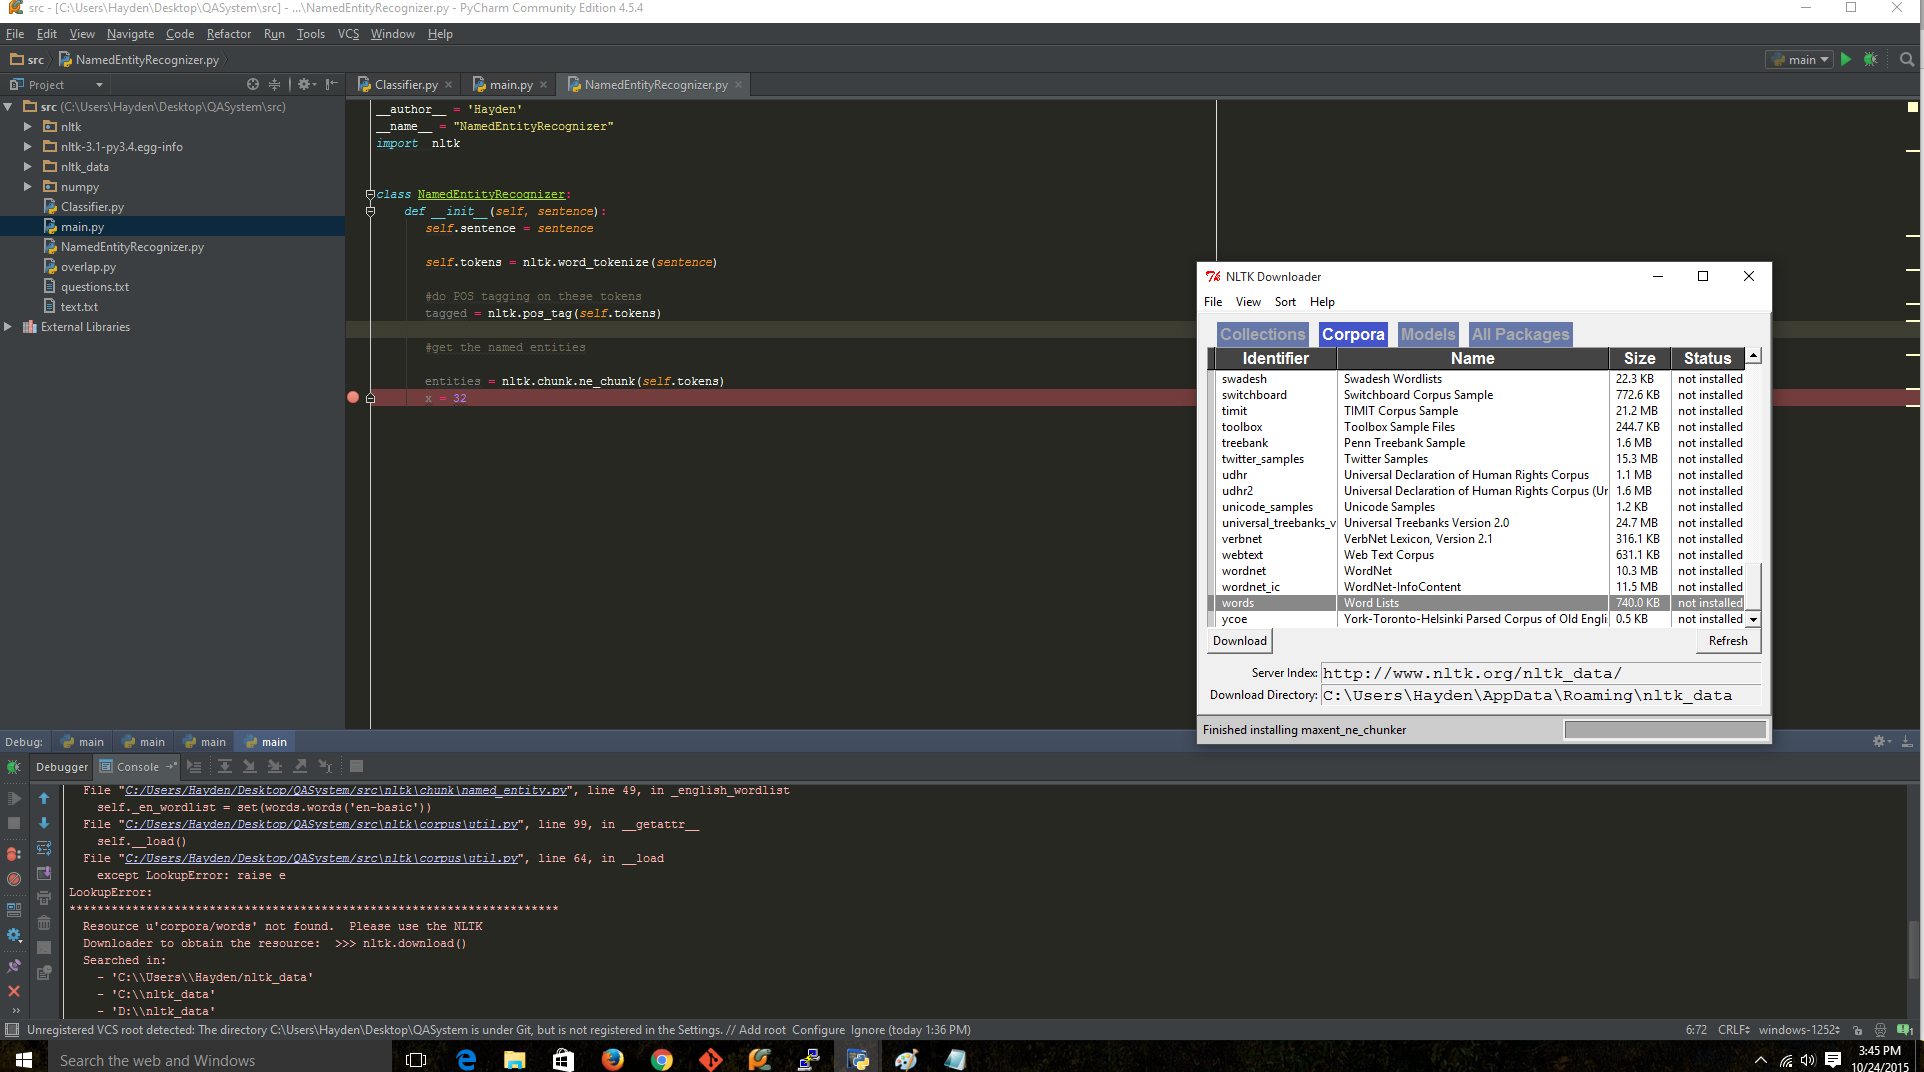 src - [C:\Users\Hayden\Desktop\QASystem\src] - ...\NamedEntityRecognizer.py - PyCharm Community Edition 4.5.4
File Edit View Navigate Code Refactor Run Tools VCS Window Help
src NamedEntityRecognizer.py main
Project
Classifier.py main.py NamedEntityRecognizer.py
src (C:\Users\Hayden\Desktop\QASystem\src)
nltk
nltk-3.1-py3.4.egg-info
nltk_data
numpy
Classifier.py
main.py
NamedEntityRecognizer.py
overlap.py
questions.txt
text.txt
External Libraries
__author__ = 'Hayden'
__name__ = "NamedEntityRecognizer"
import nltk
class NamedEntityRecognizer:
def __init__(self, sentence):
self.sentence = sentence
self.tokens = nltk.word_tokenize(sentence)
#do POS tagging on these tokens
tagged = nltk.pos_tag(self.tokens)
#get the named entities
entities = nltk.chunk.ne_chunk(self.tokens)
x = 32
NLTK Downloader
File View Sort Help
Collections Corpora Models All Packages
Identifier Name Size Status
swadesh Swadesh Wordlists 22.3 KB not installed
switchboard Switchboard Corpus Sample 772.6 KB not installed
timit TIMIT Corpus Sample 21.2 MB not installed
toolbox Toolbox Sample Files 244.7 KB not installed
treebank Penn Treebank Sample 1.6 MB not installed
twitter_samples Twitter Samples 15.3 MB not installed
udhr Universal Declaration of Human Rights Corpus 1.1 MB not installed
udhr2 Universal Declaration of Human Rights Corpus (Ur 1.6 MB not installed
unicode_samples Unicode Samples 1.2 KB not installed
universal_treebanks_v Universal Treebanks Version 2.0 24.7 MB not installed
verbnet VerbNet Lexicon, Version 2.1 316.1 KB not installed
webtext Web Text Corpus 631.1 KB not installed
wordnet WordNet 10.3 MB not installed
wordnet_ic WordNet-InfoContent 11.5 MB not installed
words Word Lists 740.0 KB not installed
ycoe York-Toronto-Helsinki Parsed Corpus of Old Engli 0.5 KB not installed
Download Refresh
Server Index: http://www.nltk.org/nltk_data/
Download Directory: C:\Users\Hayden\AppData\Roaming\nltk_data
Finished installing maxent_ne_chunker
Debug: main main main main
Debugger Console
File "C:/Users/Hayden/Desktop/QASystem/src\nltk\chunk\named_entity.py", line 49, in _english_wordlist
self._en_wordlist = set(words.words('en-basic'))
File "C:/Users/Hayden/Desktop/QASystem/src\nltk\corpus\util.py", line 99, in __getattr__
self.__load()
File "C:/Users/Hayden/Desktop/QASystem/src\nltk\corpus\util.py", line 64, in __load
except LookupError: raise e
LookupError:
**********************************************************************
Resource u'corpora/words' not found.  Please use the NLTK
Downloader to obtain the resource:  >>> nltk.download()
Searched in:
- 'C:\\Users\\Hayden/nltk_data'
- 'C:\\nltk_data'
- 'D:\\nltk_data'
Unregistered VCS root detected: The directory C:\Users\Hayden\Desktop\QASystem is under Git, but is not registered in the Settings. // Add root Configure Ignore (today 1:36 PM) 6:72 CRLF windows-1252 1
Search the web and Windows
3:45 PM
10/24/2015